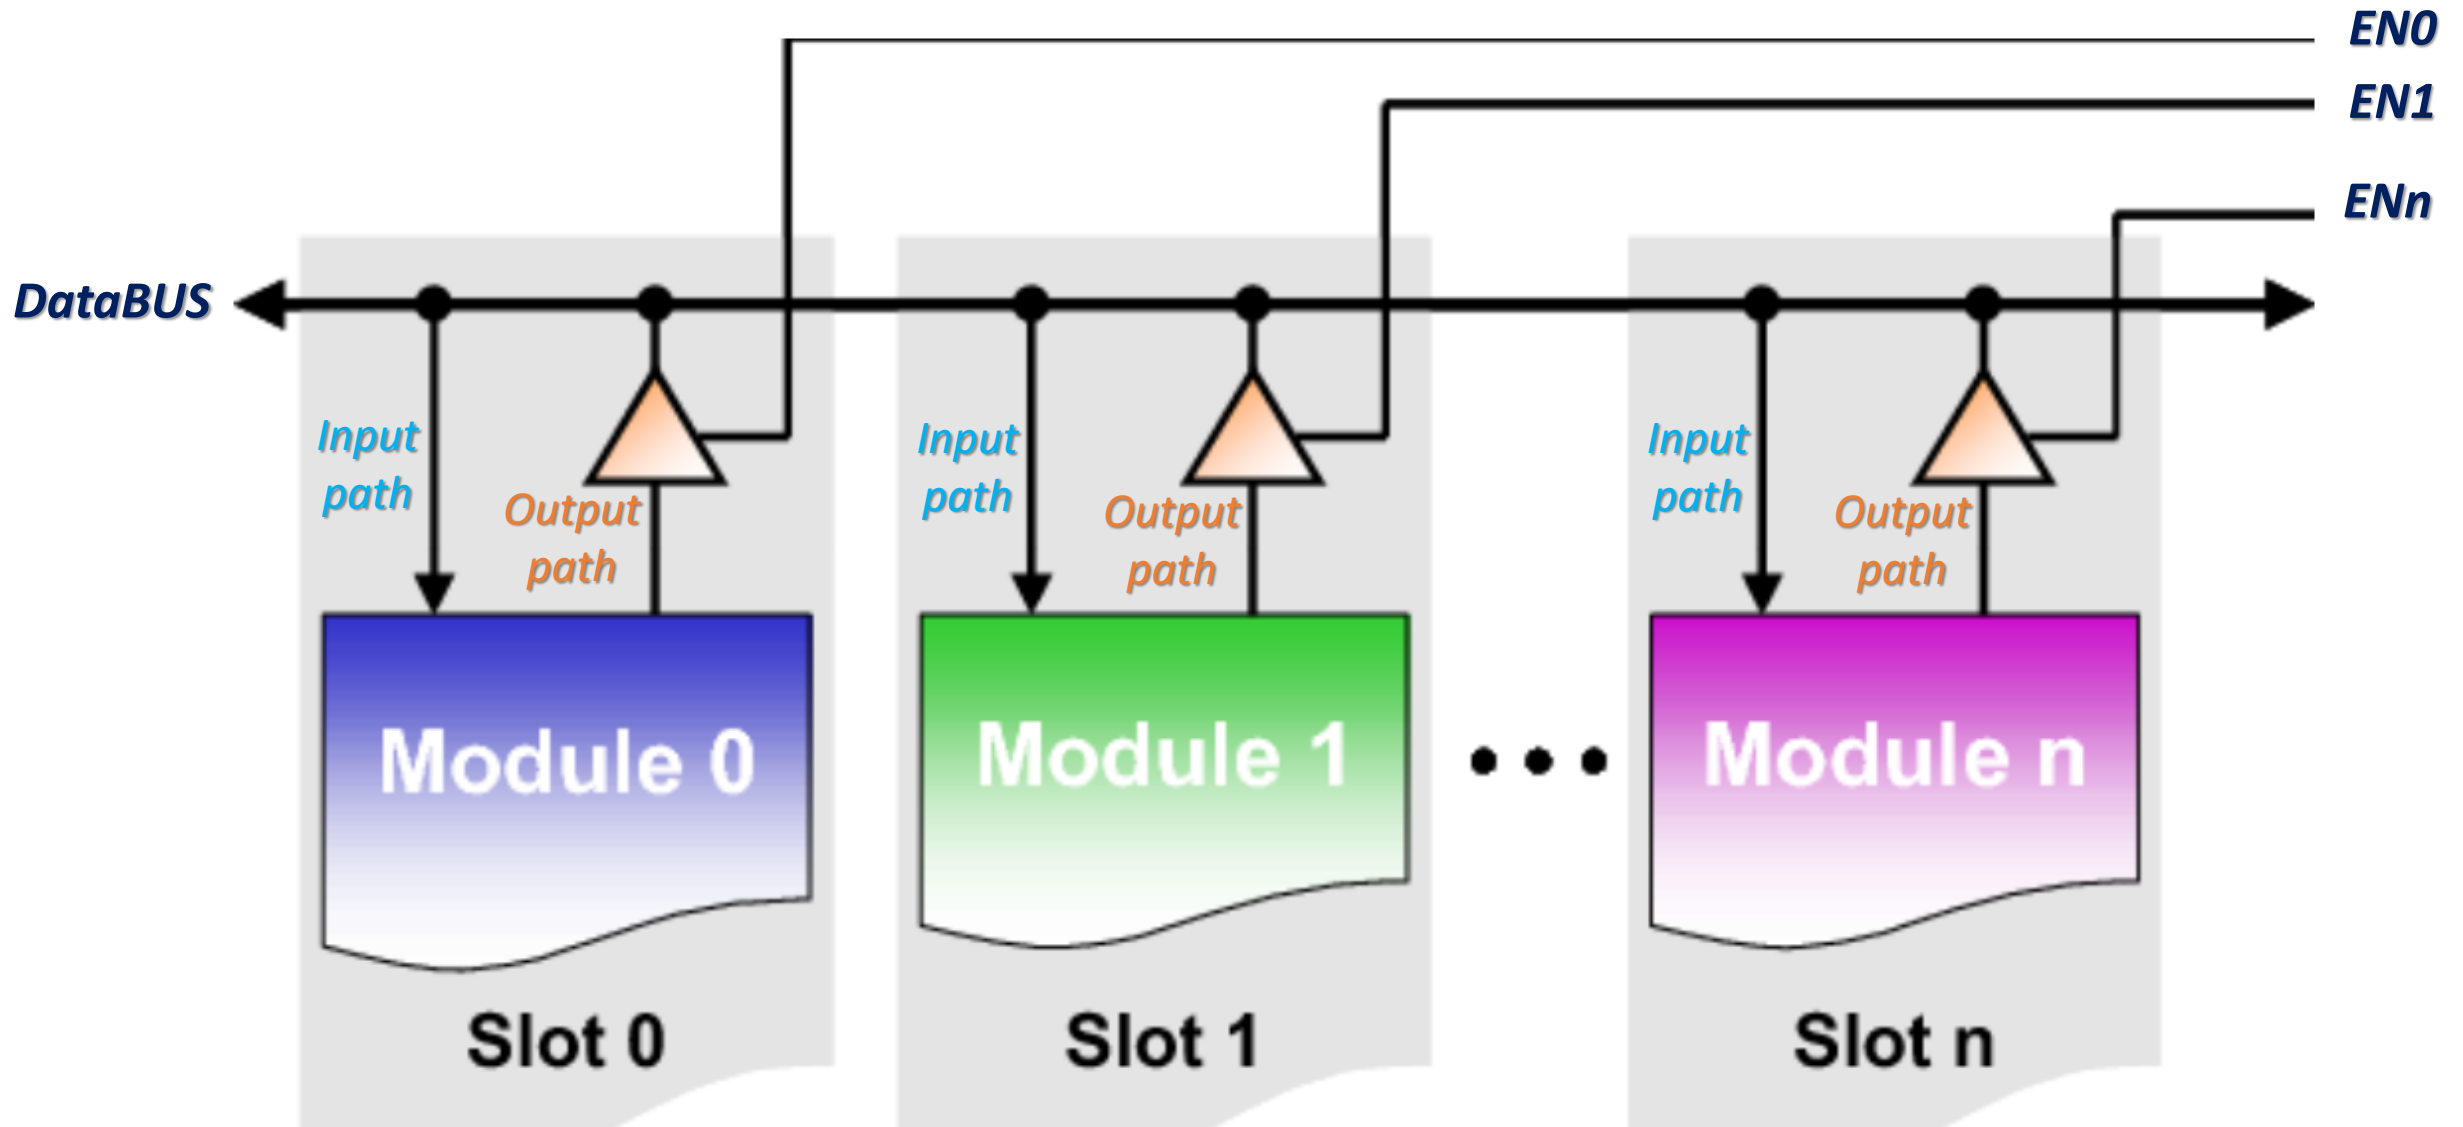 EN0
EN1
ENn
DataBUS
Input
path
Output
path
Input
path
Output
path
Input
path
Output
path
Module 0
Module 1
Module n
Slot 0
Slot 1
Slot n